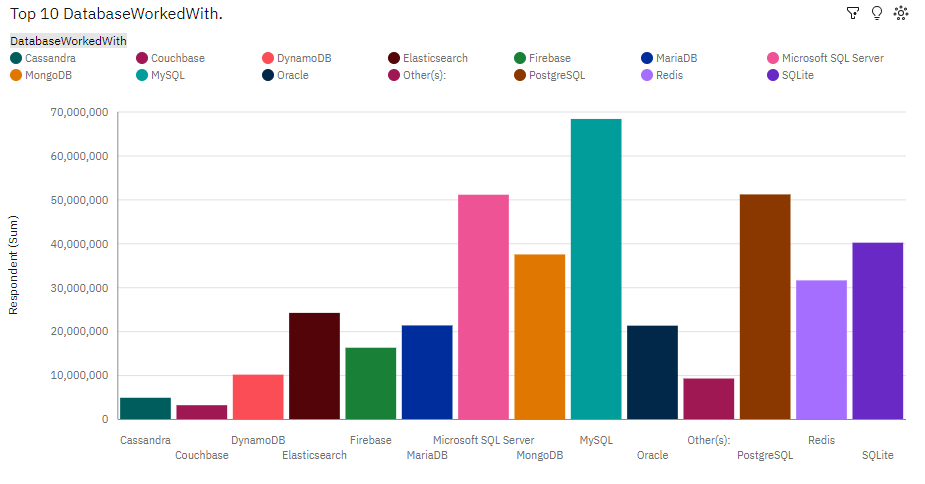 Top 10 DatabaseWorkedWith.
DatabaseWorkedWith
Cassandra Couchbase DynamoDB Elasticsearch Firebase MariaDB Microsoft SQL Server
MongoDB MySQL Oracle Other(s): PostgreSQL Redis SQLite
Respondent (Sum)
70,000,000
60,000,000
50,000,000
40,000,000
30,000,000
20,000,000
10,000,000
0
Cassandra DynamoDB Firebase Microsoft SQL Server MySQL Other(s): Redis
Couchbase Elasticsearch MariaDB MongoDB Oracle PostgreSQL SQLite